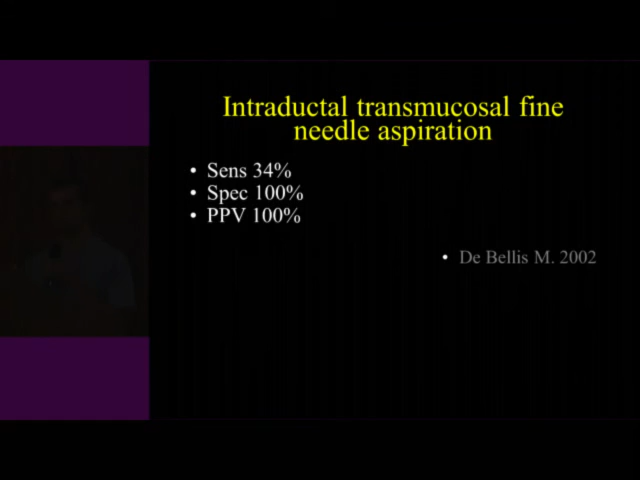 Intraductal transmucosal fine
needle aspiration
• Sens 34%
• Spec 100%
• PPV 100%
• De Bellis M. 2002